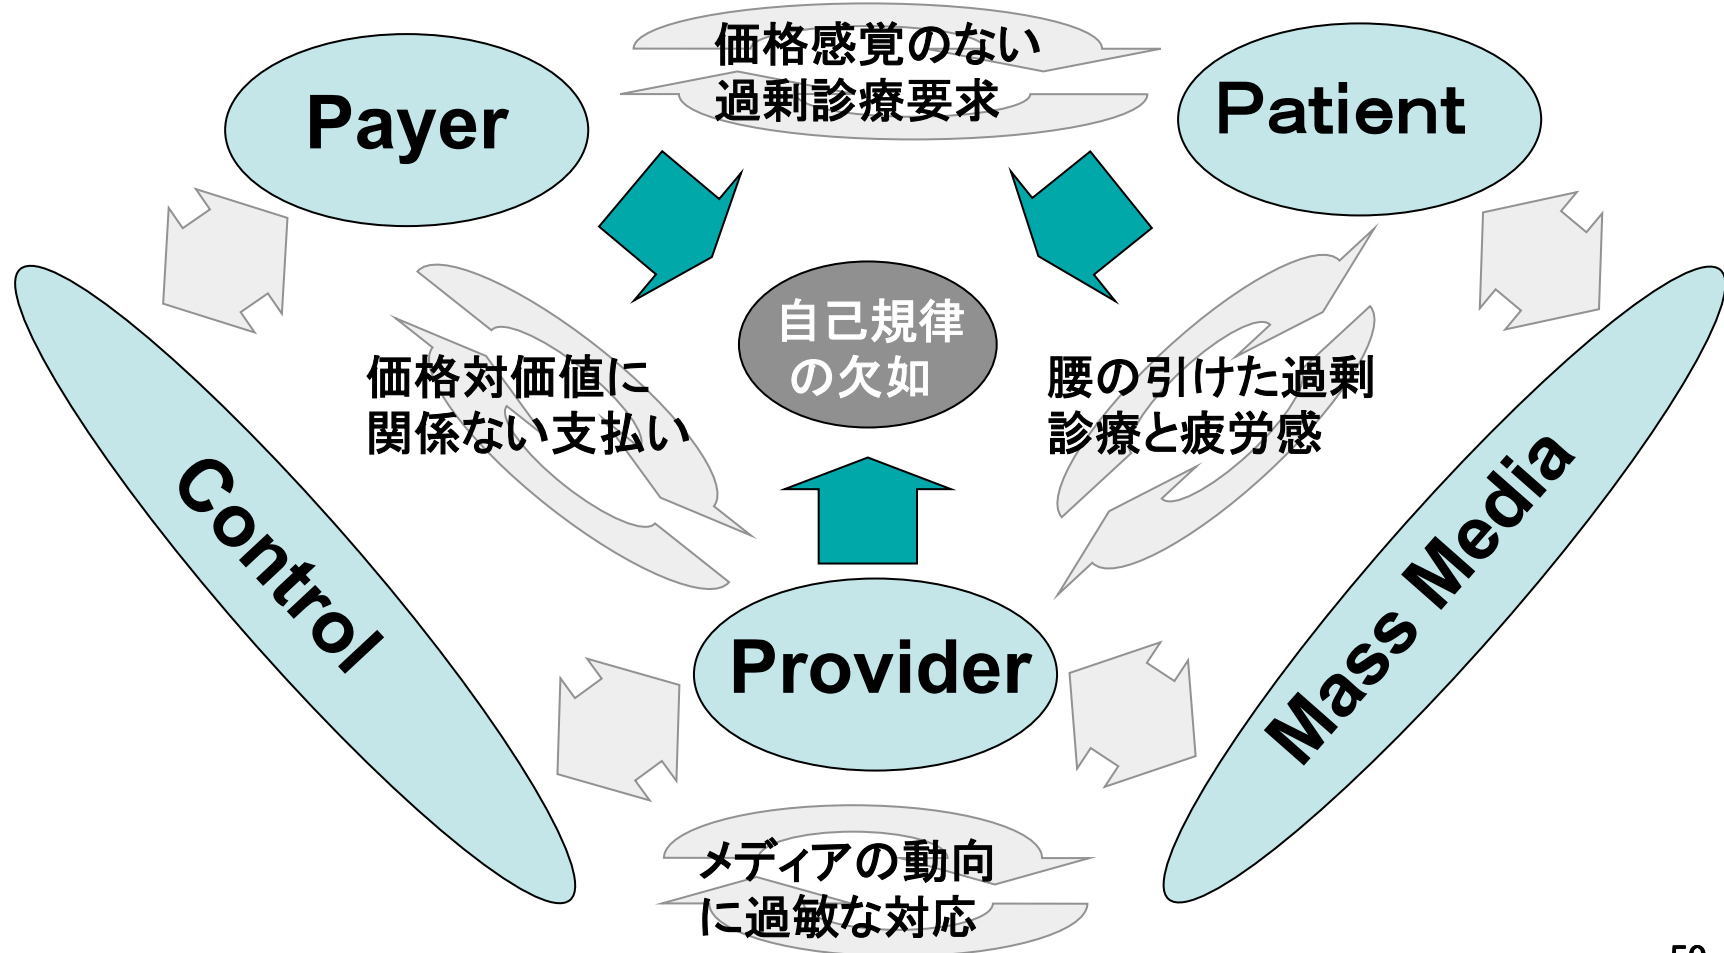 価格感覚のない
過剰診療要求
Payer
Patient
自己規律
の欠如
価格対価値に
関係ない支払い
腰の引けた過剰
診療と疲労感
Control
Mass Media
Provider
メディアの動向
に過敏な対応